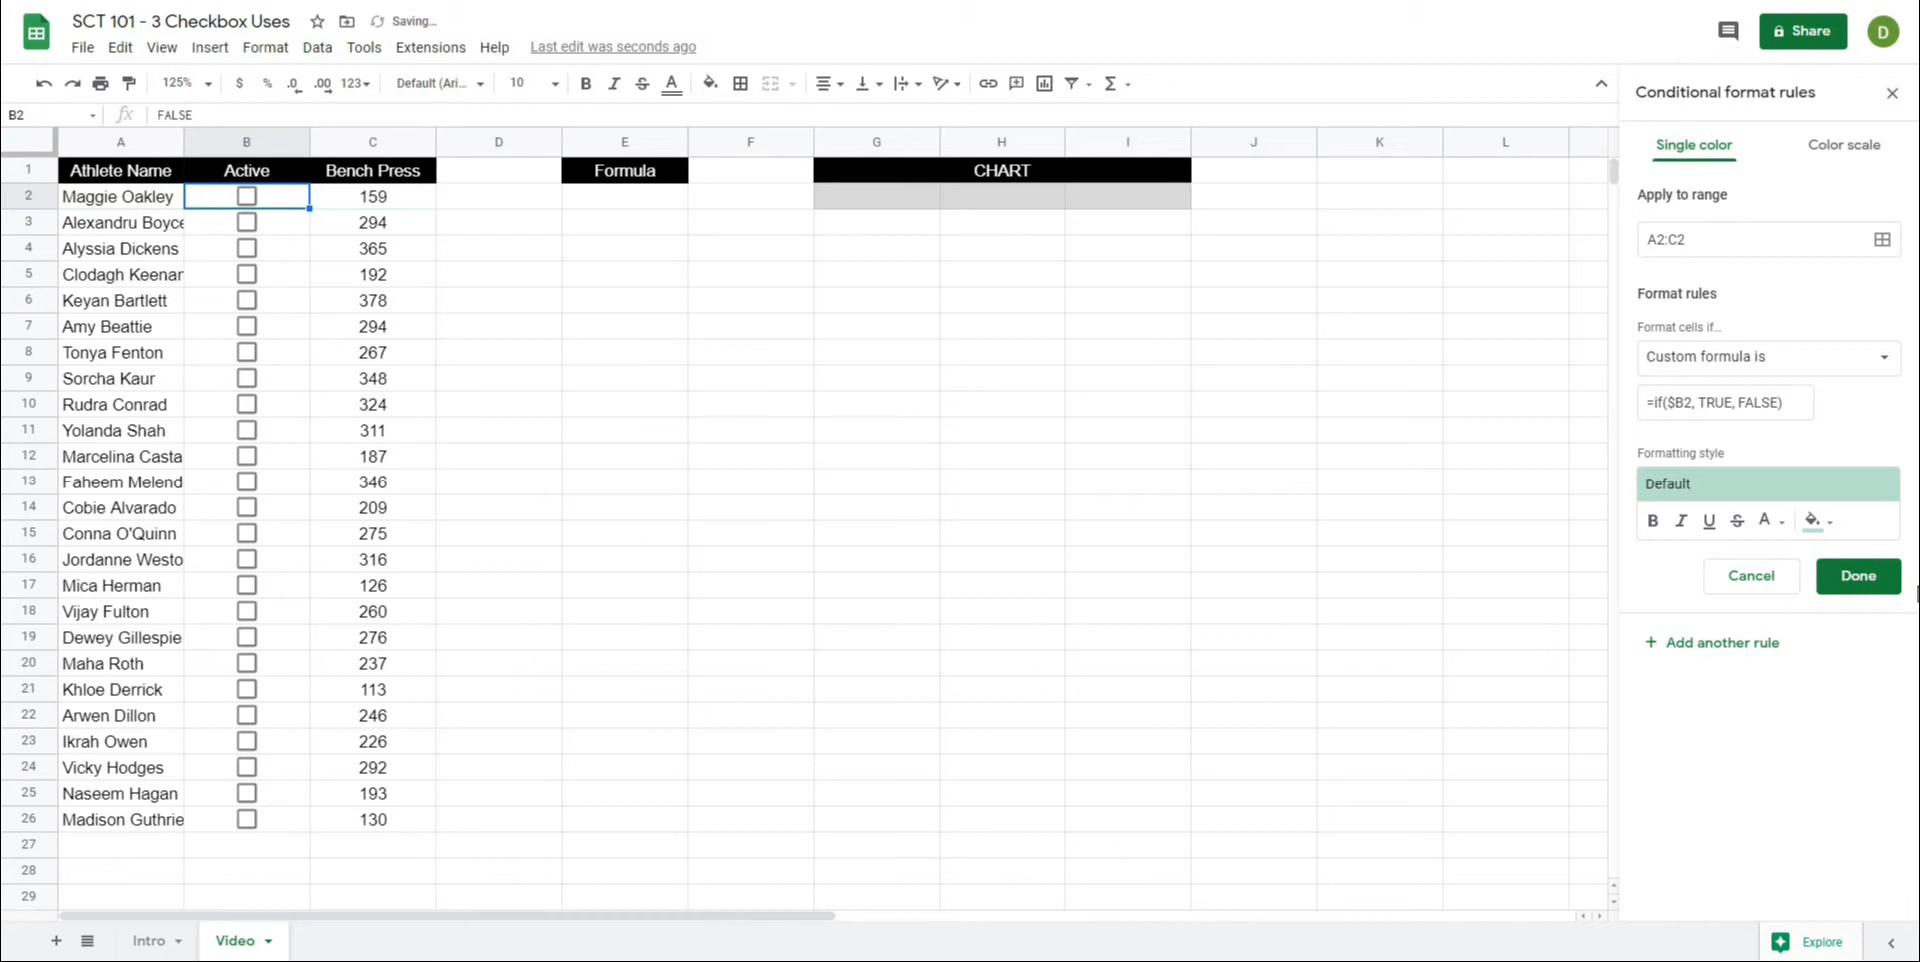 SCT 101 - 3 Checkbox Uses Saving...
File Edit View Insert Format Data Tools Extensions Help Last edit was seconds ago
Share D
125% $ % .0 .00 123 Default (Ari... 10 B I S A Σ
B2 fx FALSE
A B C D E F G H I J K L
1 Athlete Name Active Bench Press Formula CHART
2 Maggie Oakley 159
3 Alexandru Boyce 294
4 Alyssia Dickens 365
5 Clodagh Keenan 192
6 Keyan Bartlett 378
7 Amy Beattie 294
8 Tonya Fenton 267
9 Sorcha Kaur 348
10 Rudra Conrad 324
11 Yolanda Shah 311
12 Marcelina Casta 187
13 Faheem Melend 346
14 Cobie Alvarado 209
15 Conna O'Quinn 275
16 Jordanne Westo 316
17 Mica Herman 126
18 Vijay Fulton 260
19 Dewey Gillespie 276
20 Maha Roth 237
21 Khloe Derrick 113
22 Arwen Dillon 246
23 Ikrah Owen 226
24 Vicky Hodges 292
25 Naseem Hagan 193
26 Madison Guthrie 130
27
28
29
Conditional format rules
Single color Color scale
Apply to range
A2:C2
Format rules
Format cells if...
Custom formula is
=if($B2, TRUE, FALSE)
Formatting style
Default
B I U S A
Cancel Done
+ Add another rule
+ Intro Video Explore